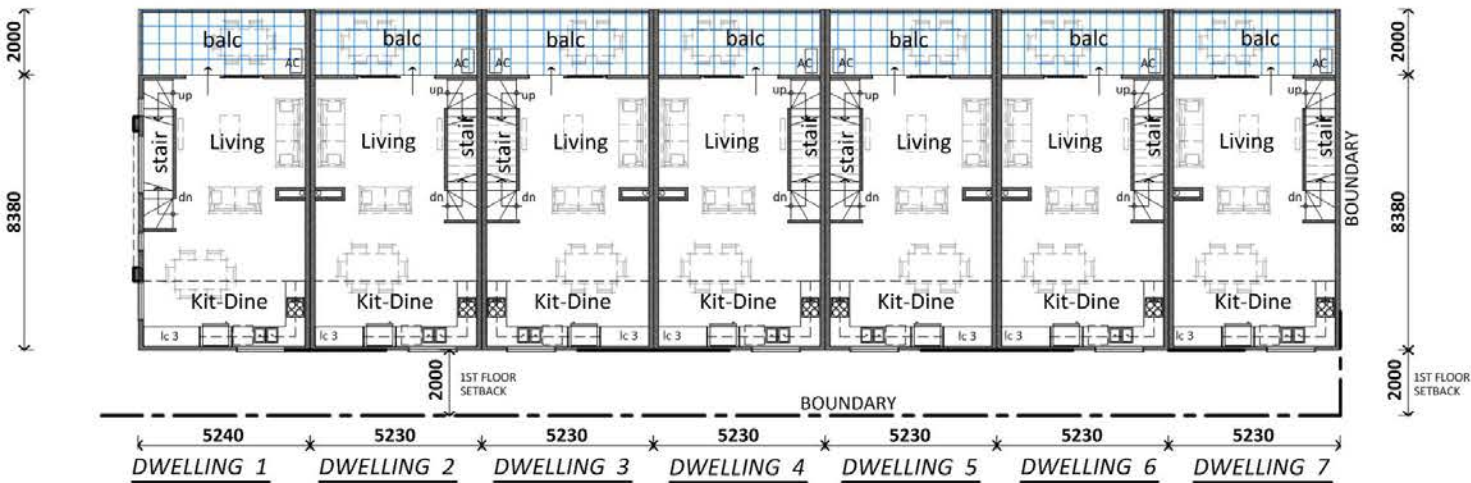 2000 balc balc balc balc balc balc balc 2000
AC AC AC AC AC AC AC
up up up up up up up
8380 stair Living Living stair stair Living Living stair stair Living Living stair Living stair BOUNDARY 8380
dn dn dn dn dn dn dn
Kit-Dine Kit-Dine Kit-Dine Kit-Dine Kit-Dine Kit-Dine Kit-Dine
lc 3 lc 3 lc 3 lc 3 lc 3 lc 3 lc 3
2000 1ST FLOOR
SETBACK
2000 1ST FLOOR
SETBACK
BOUNDARY
5240 5230 5230 5230 5230 5230 5230
DWELLING 1 DWELLING 2 DWELLING 3 DWELLING 4 DWELLING 5 DWELLING 6 DWELLING 7